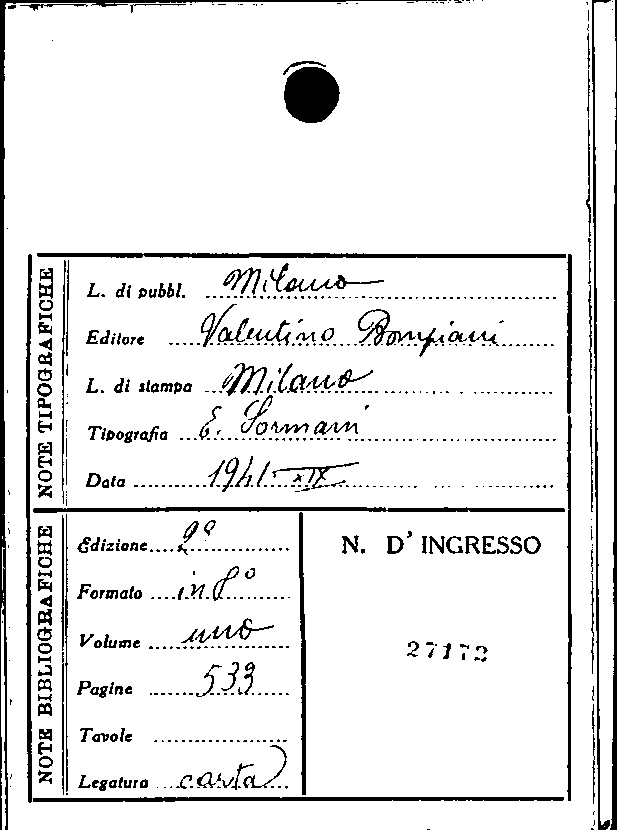 NOTE TIPOGRAFICHE
L. di pubbl. Milano
Editore Valentino Bompiani
L. di stampa Milano
Tipografia E. Sormani
Data 1941-XIX
NOTE BIBLIOGRAFICHE
Edizione 2ª
Formato in 8°
Volume uno
Pagine 533
Tavole
Legatura carta
N. D'INGRESSO
27172